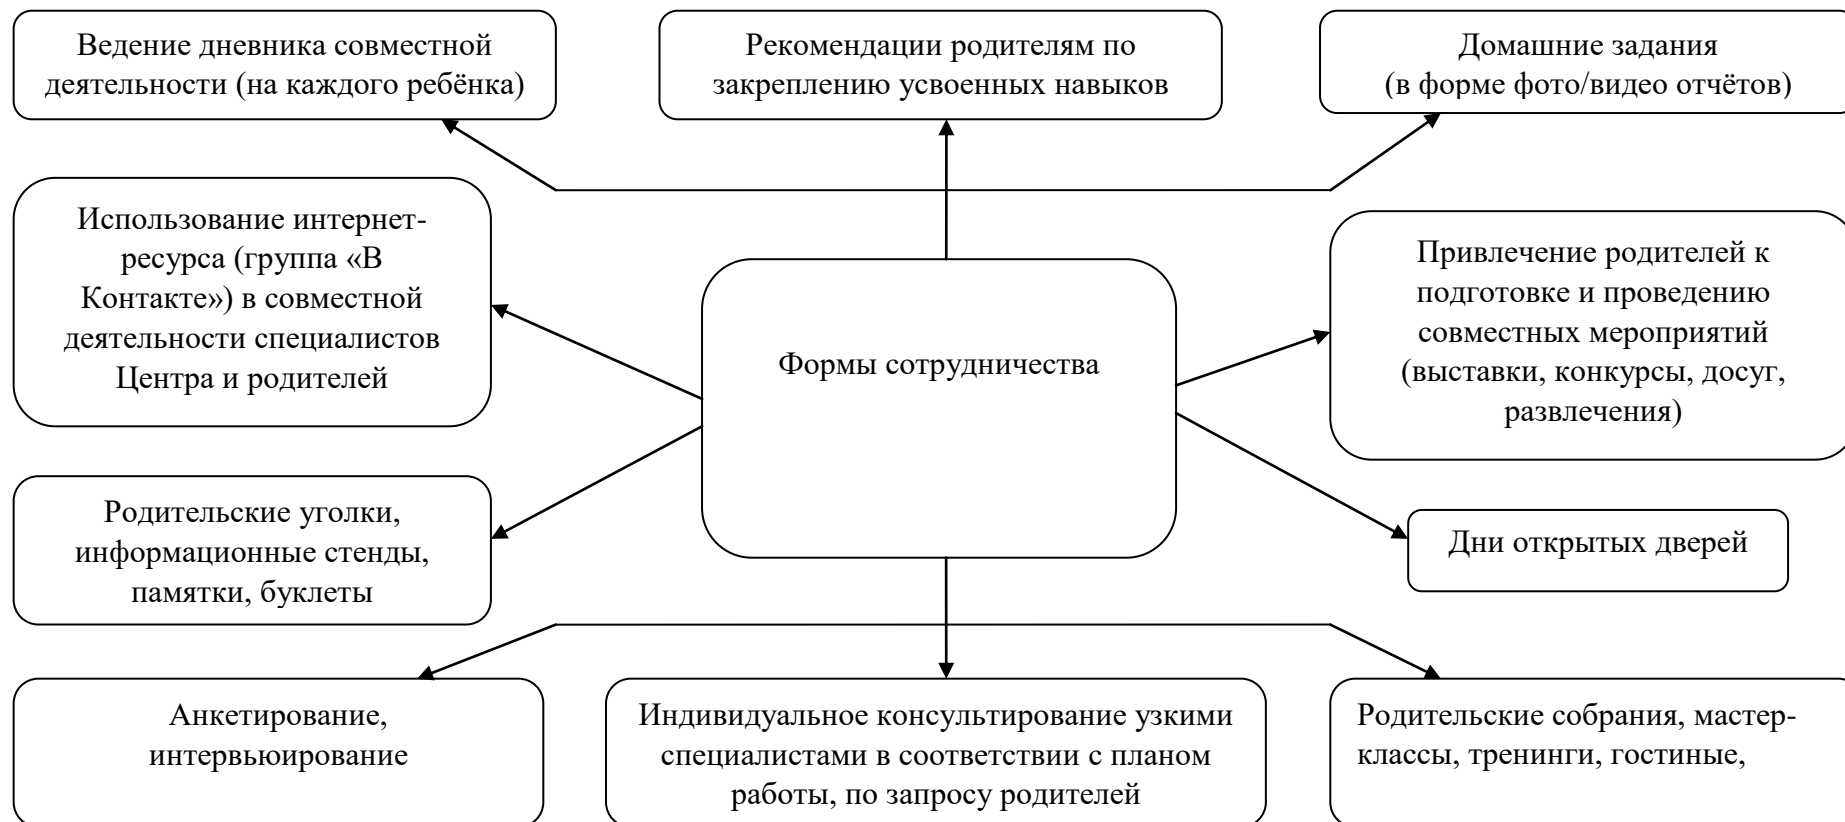 Ведение дневника совместной
деятельности (на каждого ребёнка)
Рекомендации родителям по
закреплению усвоенных навыков
Домашние задания
(в форме фото/видео отчётов)
Использование интернет-
ресурса (группа «В
Контакте») в совместной
деятельности специалистов
Центра и родителей
Формы сотрудничества
Привлечение родителей к
подготовке и проведению
совместных мероприятий
(выставки, конкурсы, досуг,
развлечения)
Родительские уголки,
информационные стенды,
памятки, буклеты
Дни открытых дверей
Анкетирование,
интервьюирование
Индивидуальное консультирование узкими
специалистами в соответствии с планом
работы, по запросу родителей
Родительские собрания, мастер-
классы, тренинги, гостиные,